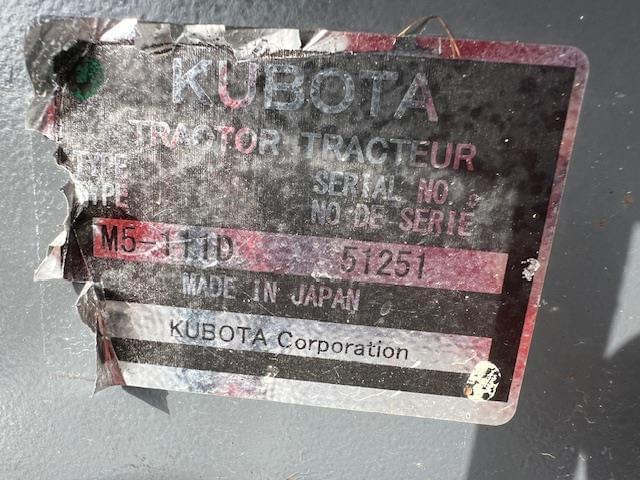 KUBOTA
TRACTOR TRACTEUR
TYPE SERIAL NO.
TYPE NO DE SERIE
M5-111D 51251
MADE IN JAPAN
KUBOTA Corporation